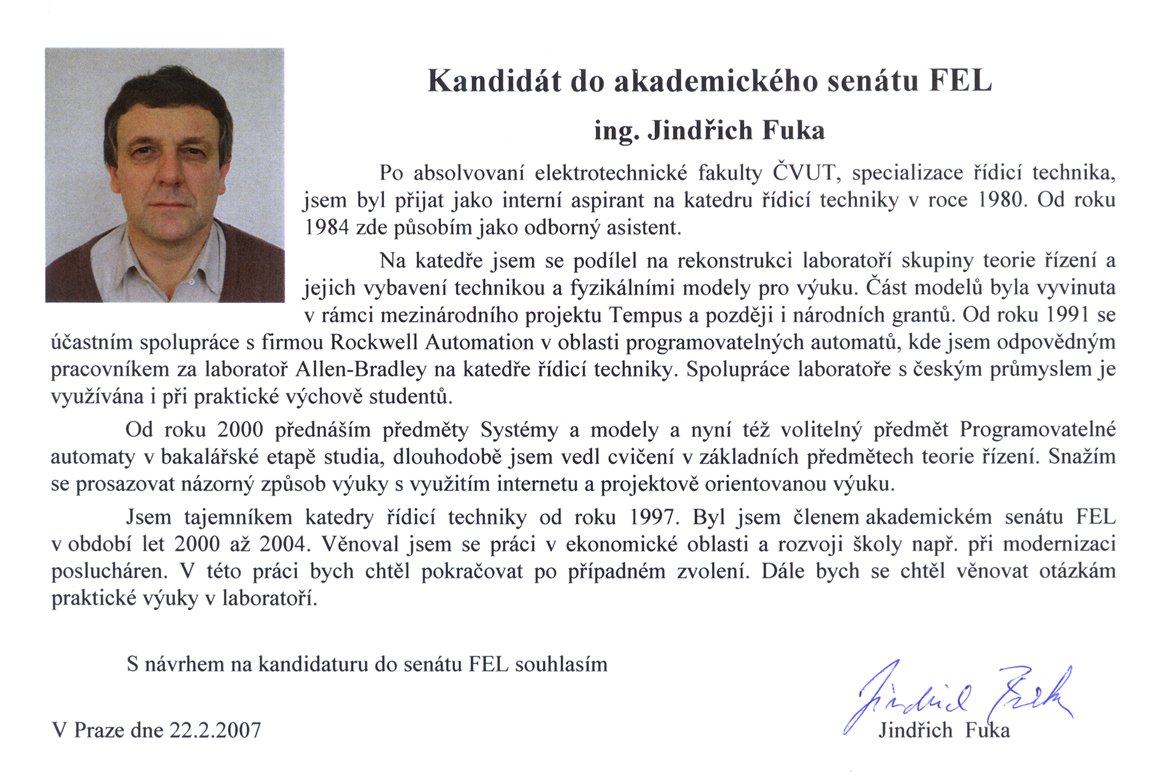 Kandidát do akademického senátu FEL
ing. Jindřich Fuka
Po absolvovaní elektrotechnické fakulty ČVUT, specializace řídicí technika,
jsem byl přijat jako interní aspirant na katedru řídicí techniky v roce 1980. Od roku
1984 zde působím jako odborný asistent.
Na katedře jsem se podílel na rekonstrukci laboratoří skupiny teorie řízení a
jejich vybavení technikou a fyzikálními modely pro výuku. Část modelů byla vyvinuta
v rámci mezinárodního projektu Tempus a později i národních grantů. Od roku 1991 se
účastním spolupráce s firmou Rockwell Automation v oblasti programovatelných automatů, kde jsem odpovědným
pracovníkem za laboratoř Allen-Bradley na katedře řídicí techniky. Spolupráce laboratoře s českým průmyslem je
využívána i při praktické výchově studentů.
Od roku 2000 přednáším předměty Systémy a modely a nyní též volitelný předmět Programovatelné
automaty v bakalářské etapě studia, dlouhodobě jsem vedl cvičení v základních předmětech teorie řízení. Snažím
se prosazovat názorný způsob výuky s využitím internetu a projektově orientovanou výuku.
Jsem tajemníkem katedry řídicí techniky od roku 1997. Byl jsem členem akademickém senátu FEL
v období let 2000 až 2004. Věnoval jsem se práci v ekonomické oblasti a rozvoji školy např. při modernizaci
poslucháren. V této práci bych chtěl pokračovat po případném zvolení. Dále bych se chtěl věnovat otázkám
praktické výuky v laboratoří.
S návrhem na kandidaturu do senátu FEL souhlasím
Jindřich Fuka
V Praze dne 22.2.2007
Jindřich Fuka